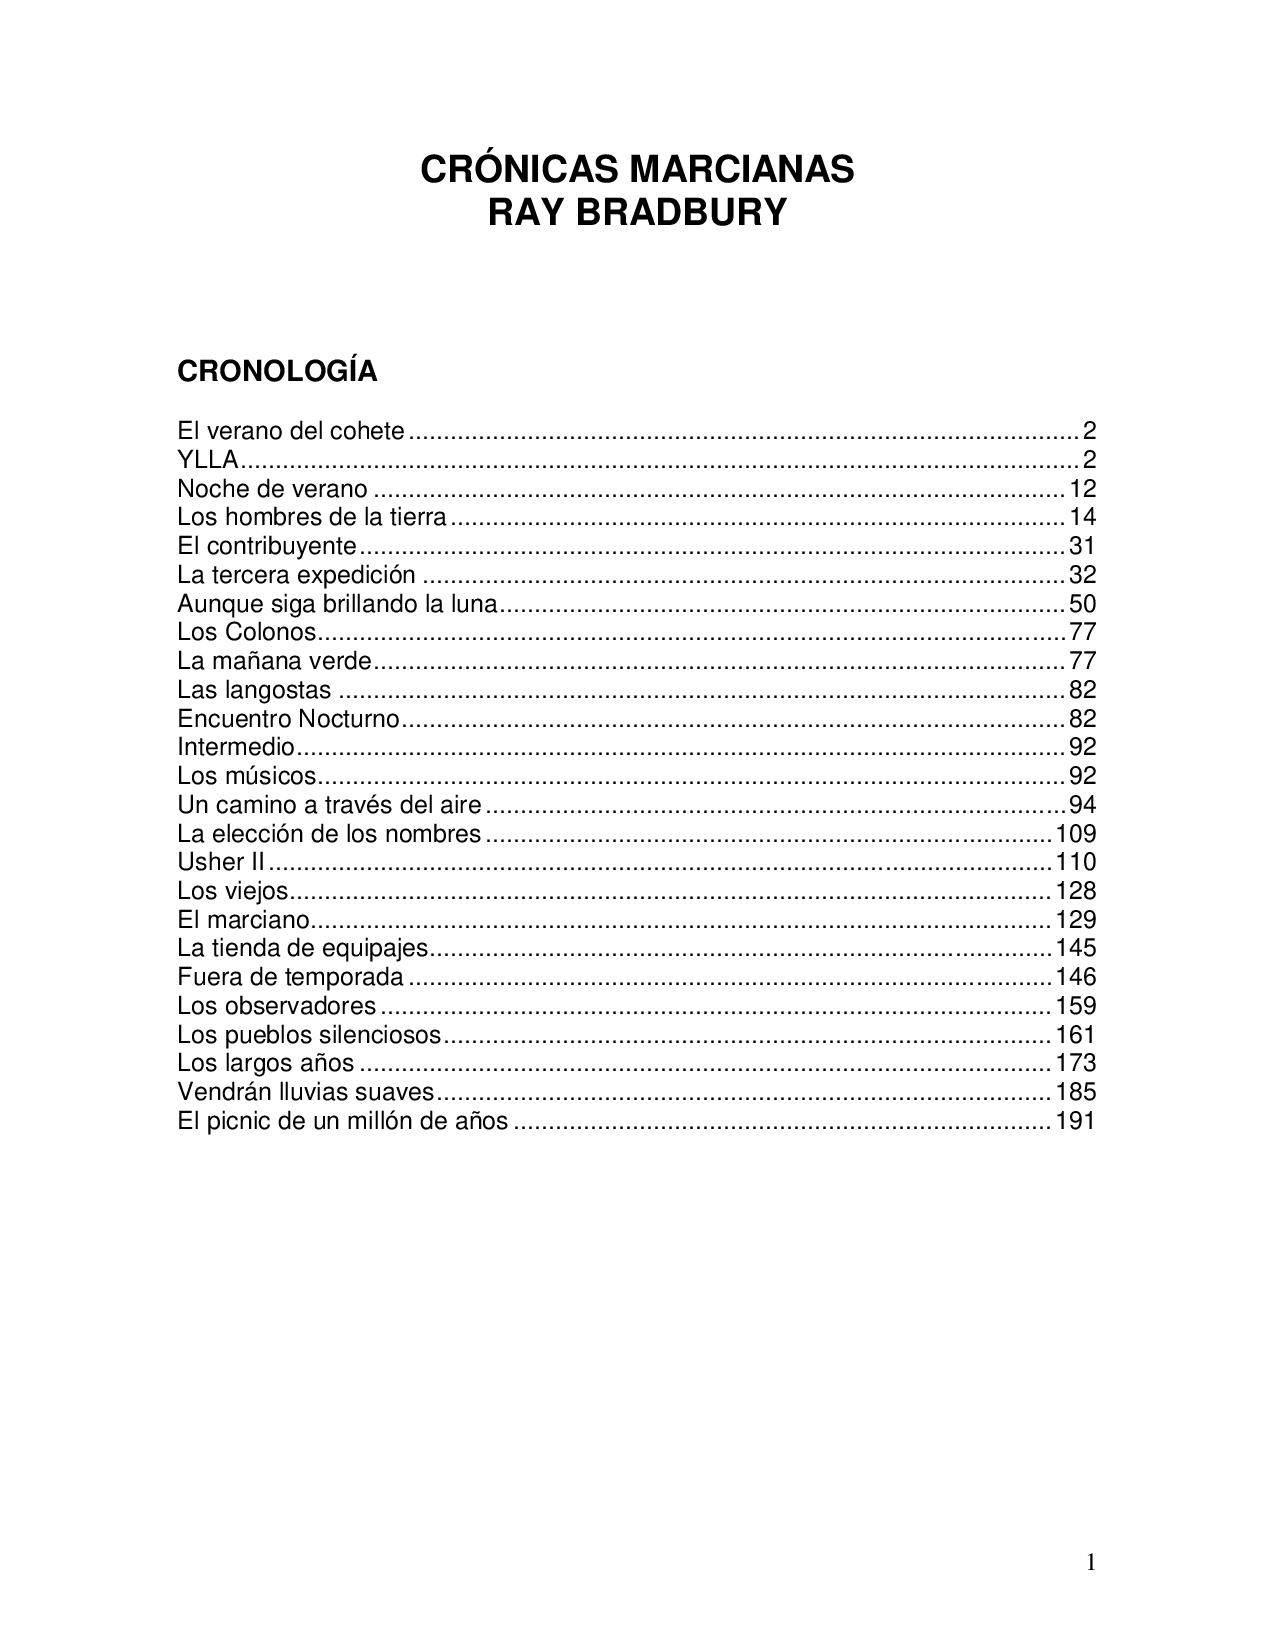 CRÓNICAS MARCIANAS
RAY BRADBURY
CRONOLOGÍA
El verano del cohete ........ 2
YLLA ........ 2
Noche de verano ........ 12
Los hombres de la tierra ........ 14
El contribuyente ........ 31
La tercera expedición ........ 32
Aunque siga brillando la luna ........ 50
Los Colonos ........ 77
La mañana verde ........ 77
Las langostas ........ 82
Encuentro Nocturno ........ 82
Intermedio ........ 92
Los músicos ........ 92
Un camino a través del aire ........ 94
La elección de los nombres ........ 109
Usher II ........ 110
Los viejos ........ 128
El marciano ........ 129
La tienda de equipajes ........ 145
Fuera de temporada ........ 146
Los observadores ........ 159
Los pueblos silenciosos ........ 161
Los largos años ........ 173
Vendrán lluvias suaves ........ 185
El picnic de un millón de años ........ 191
1